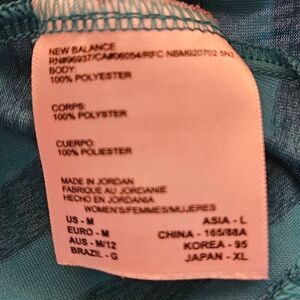 NEW BALANCE
RN#96937/CA#06054/RFC NBM920702 5N3
BODY:
100% POLYESTER
CORPS:
100% POLYESTER
CUERPO:
100% POLIESTER
MADE IN JORDAN
FABRIQUE AU JORDANIE
HECHO EN JORDANIA
WOMEN'S/FEMMES/MUJERES
US - M ASIA - L
EURO - M CHINA - 165/88A
AUS - M/12 KOREA - 95
BRAZIL - G JAPAN - XL